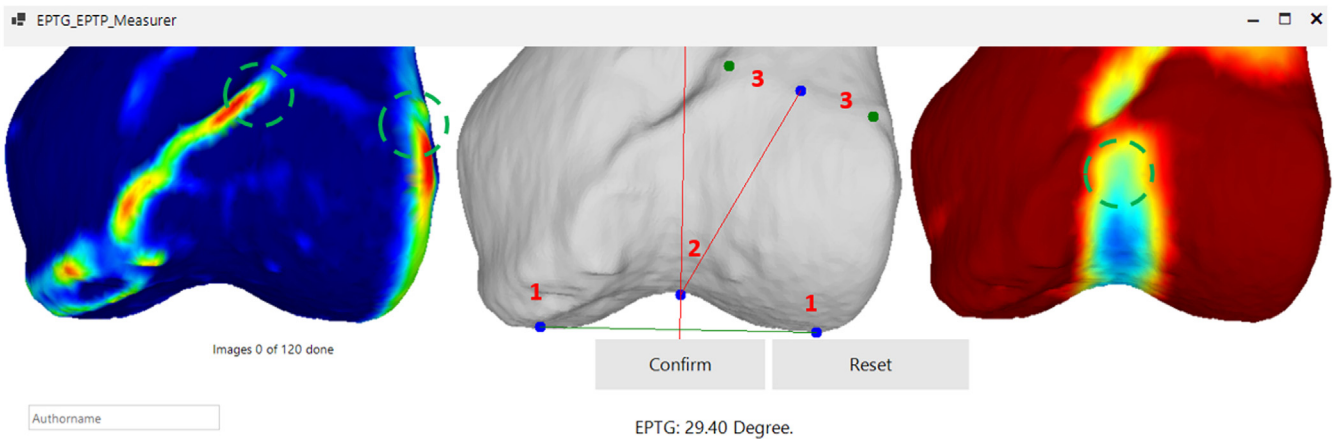 EPTG_EPTP_Measurer
3
3
2
1
1
Images 0 of 120 done
Confirm
Reset
Authorname
EPTG: 29.40 Degree.